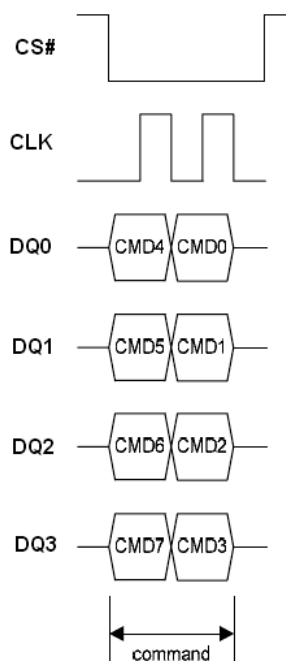 CS#
CLK
DQ0 CMD4 CMD0
DQ1 CMD5 CMD1
DQ2 CMD6 CMD2
DQ3 CMD7 CMD3
command